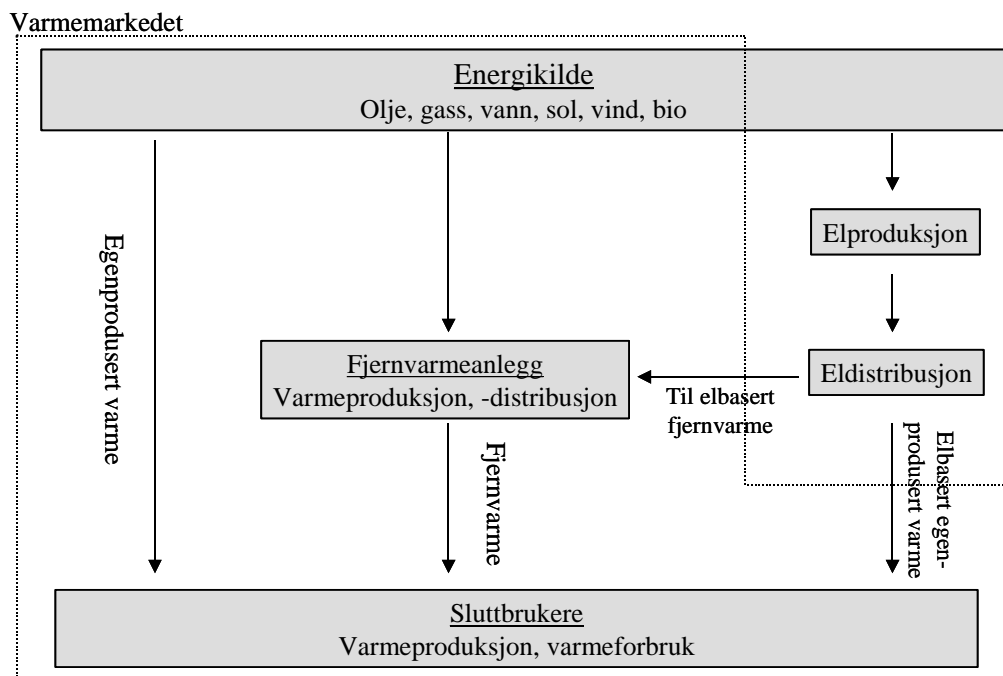 Varmemarkedet
Energikilde
Olje, gass, vann, sol, vind, bio
Elproduksjon
Egenprodusert varme
Fjernvarmeanlegg
Varmeproduksjon, -distribusjon
Eldistribusjon
Til elbasert
fjernvarme
Fjernvarme
Elbasert egen-
produsert varme
Sluttbrukere
Varmeproduksjon, varmeforbruk